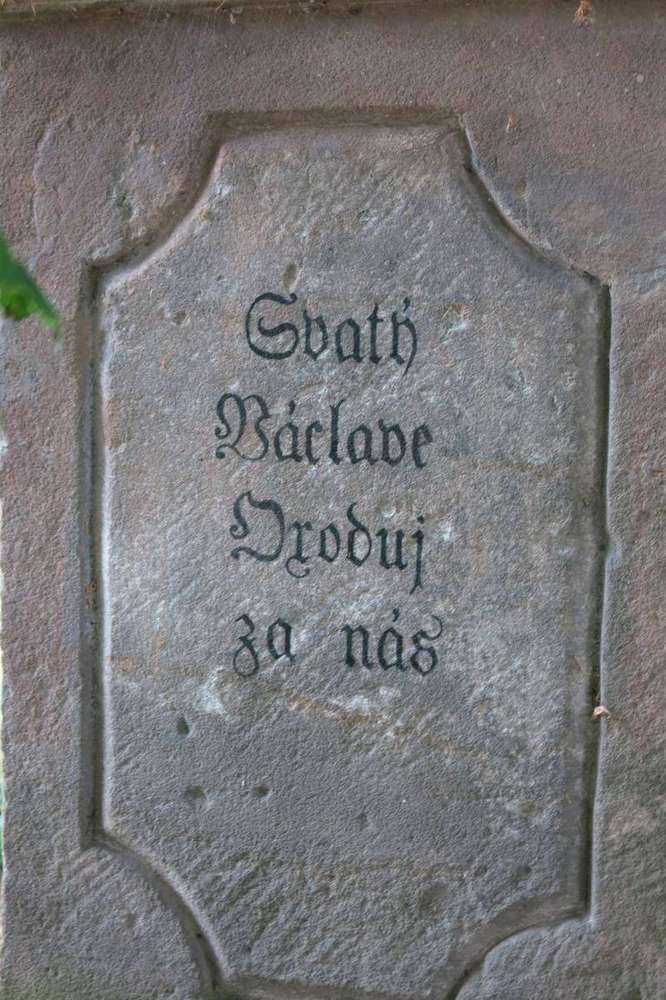 Svatý
Václave
Oroduj
za nás